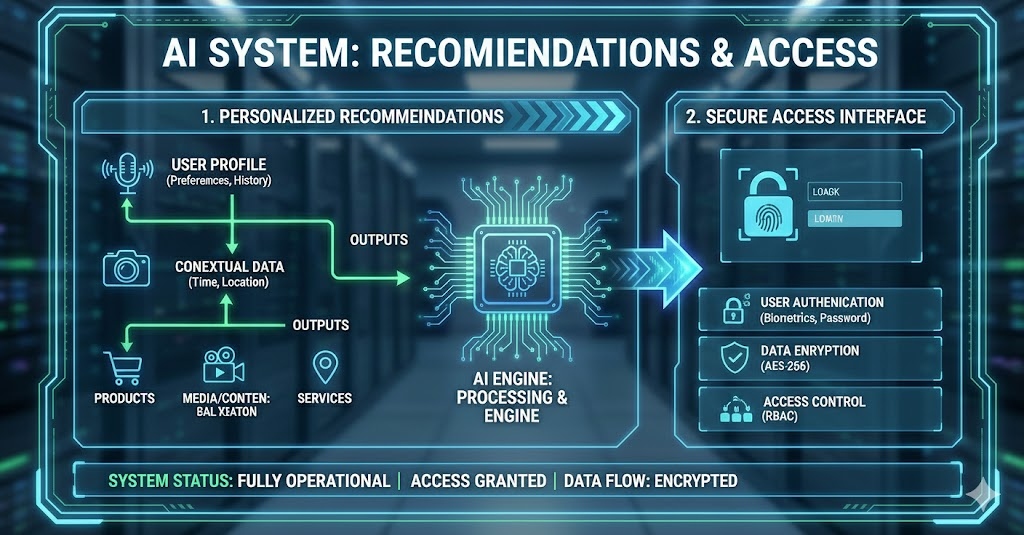 AI SYSTEM: RECOMIENDATIONS & ACCESS
1. PERSONALIZED RECOMMEINDATIONS
USER PROFILE
(Preferemces, History)
OUTPUTS
CONEXTUAL DATA
(Time, Location)
OUTPUTS
PRODUCTS
MEDIA/CONTEN:
BAL XEATON
SERVICES
AI ENGINE:
PROCESSING &
ENGINE
2. SECURE ACCESS INTERFACE
LOAGK
USER AUTHENICATION
(Bionetrics, Password)
DATA ENRYPTION
(AES-256)
ACCESS CONTROL
(RBAC)
SYSTEM STATUS: FULLY OPERATIONAL | ACCESS GRANTED | DATA FLOW: ENCRYPTED